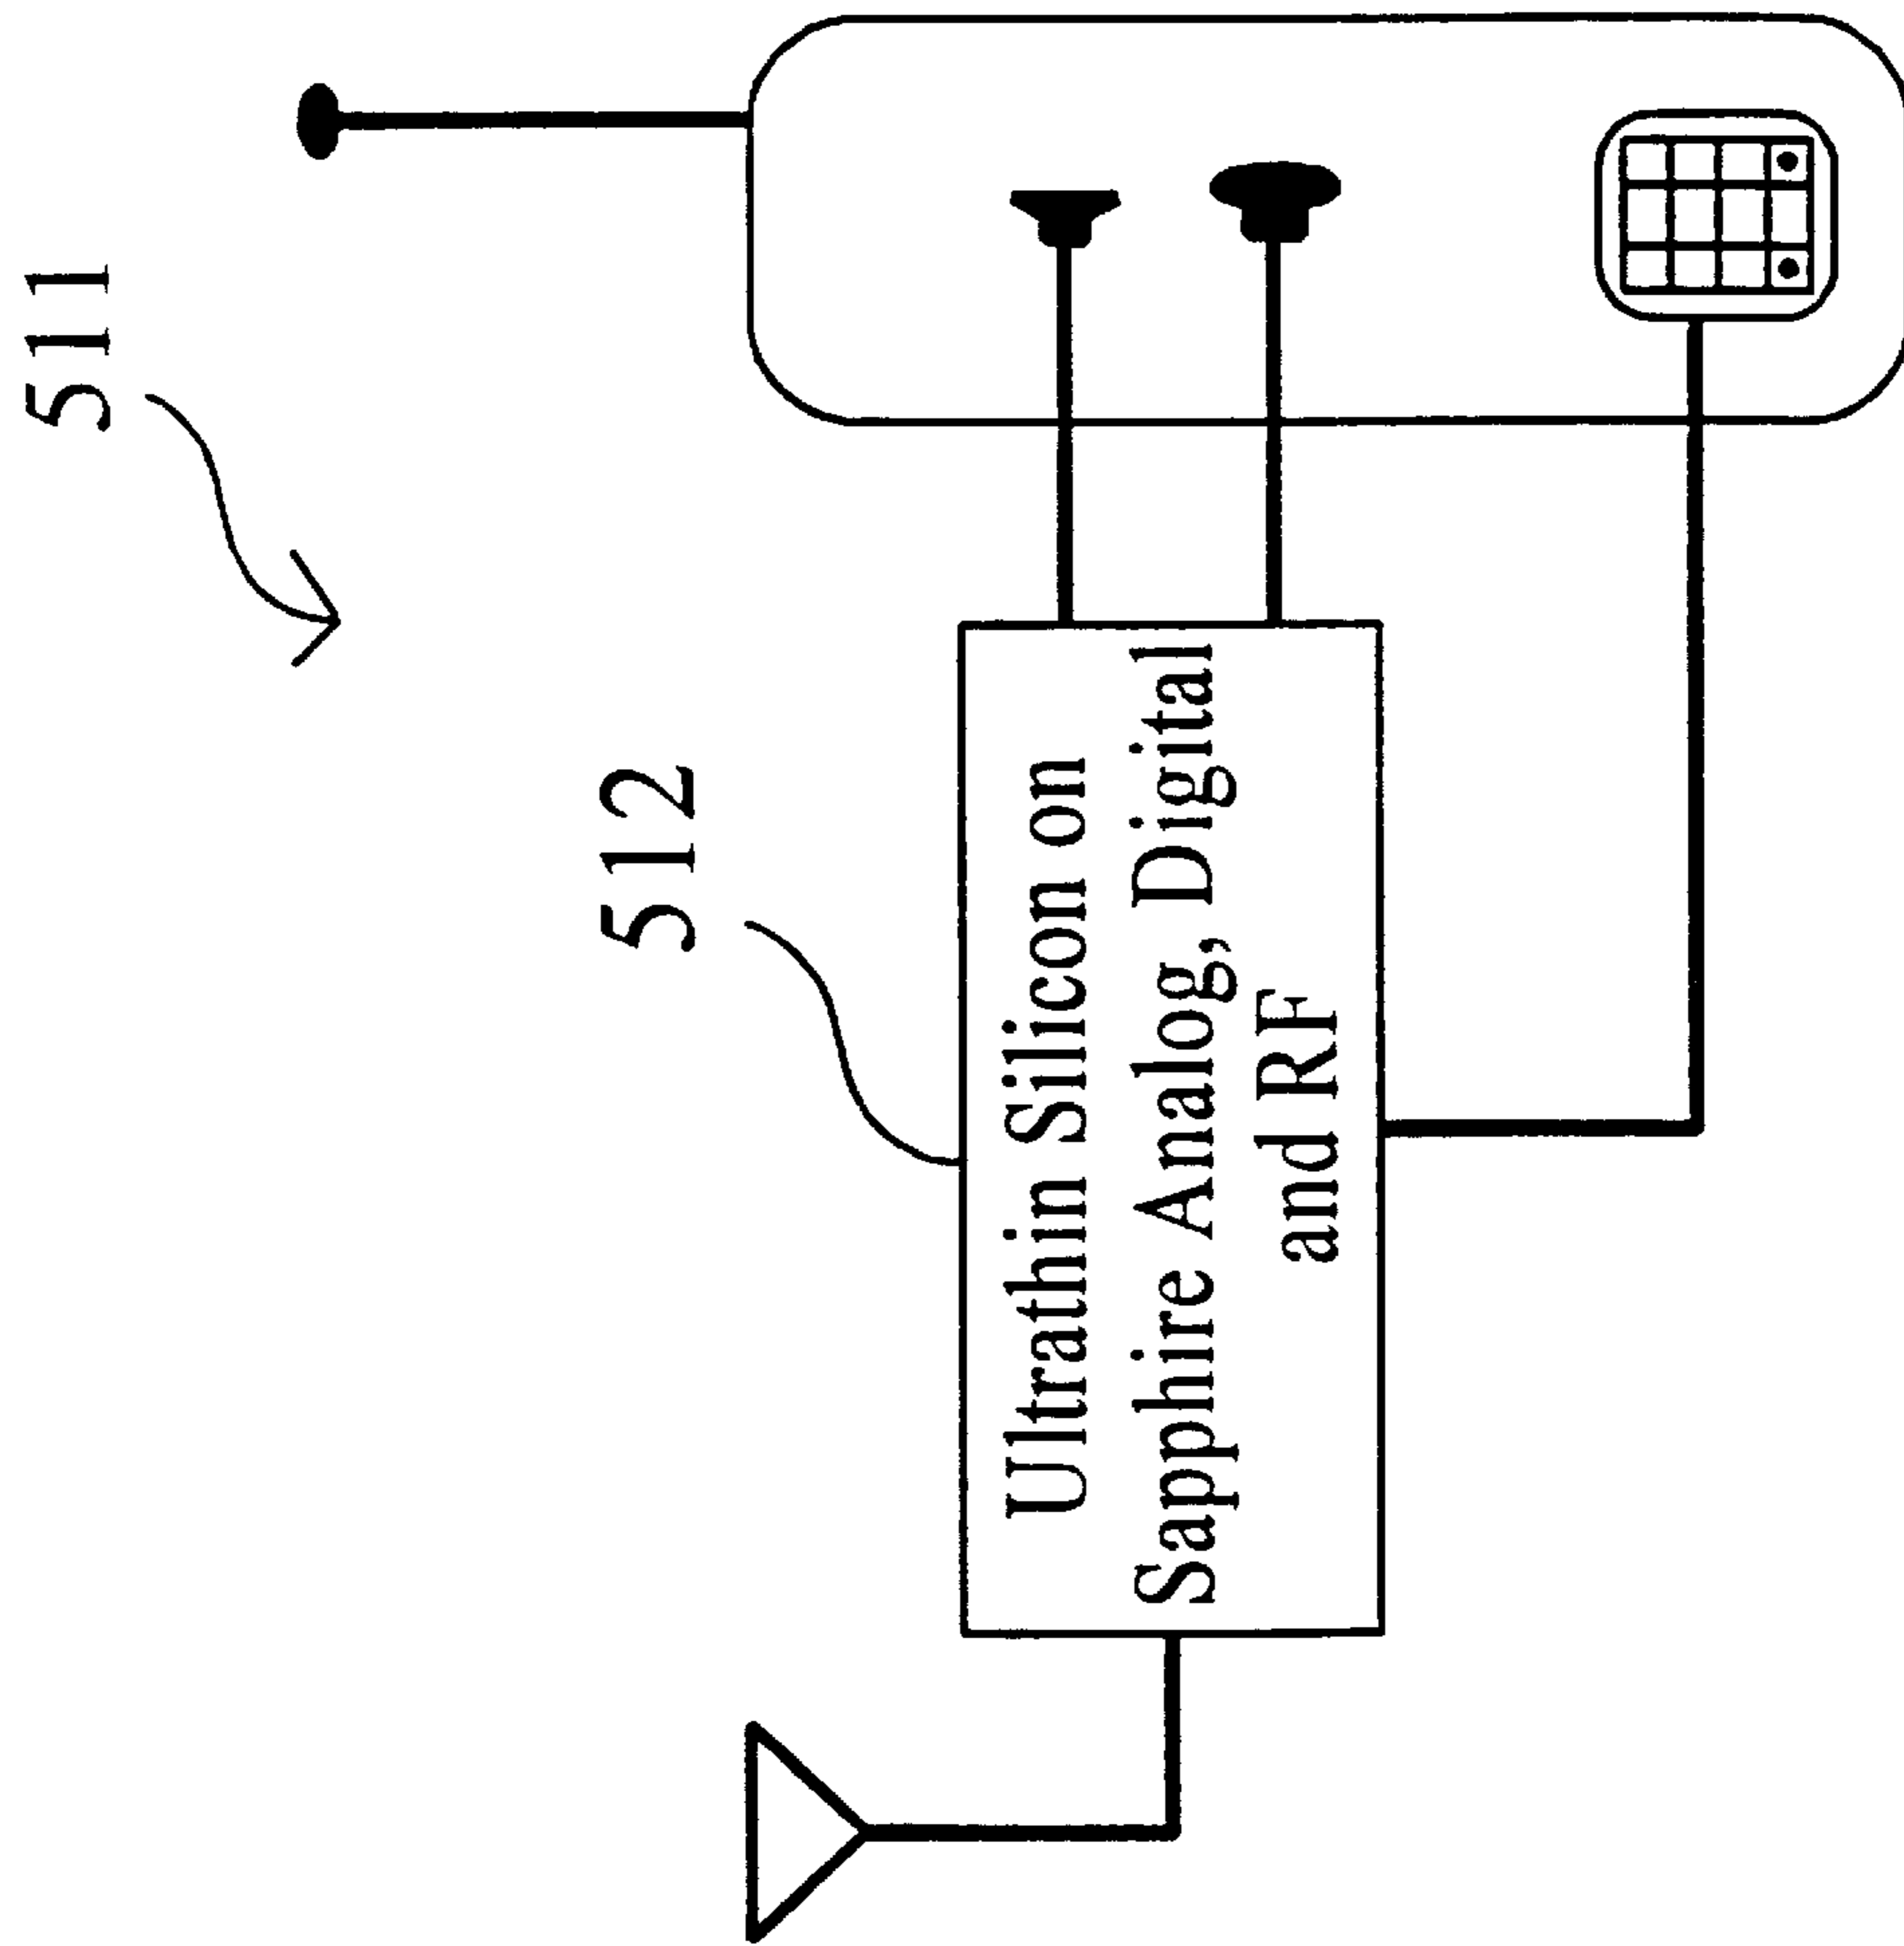 511
512
Ultrathin Silicon on
Sapphire Analog, Digital
and RF